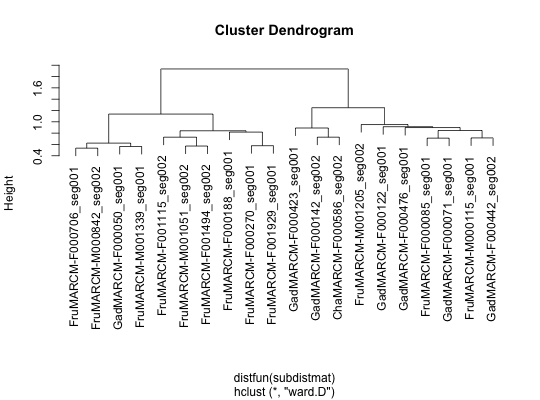 Cluster Dendrogram
Height
1.6
1.0
0.4
FruMARCM-F000706_seg001
FruMARCM-M000842_seg002
GadMARCM-F000050_seg001
FruMARCM-M001339_seg001
FruMARCM-F001115_seg002
FruMARCM-M001051_seg002
FruMARCM-F001494_seg002
FruMARCM-F000188_seg001
FruMARCM-F000270_seg001
FruMARCM-F001929_seg001
GadMARCM-F000423_seg001
GadMARCM-F000142_seg002
ChaMARCM-F000586_seg002
FruMARCM-M001205_seg002
GadMARCM-F000122_seg001
GadMARCM-F000476_seg001
FruMARCM-F000085_seg001
GadMARCM-F000071_seg001
FruMARCM-M000115_seg001
GadMARCM-F000442_seg002
distfun(subdistmat)
hclust (*, "ward.D")